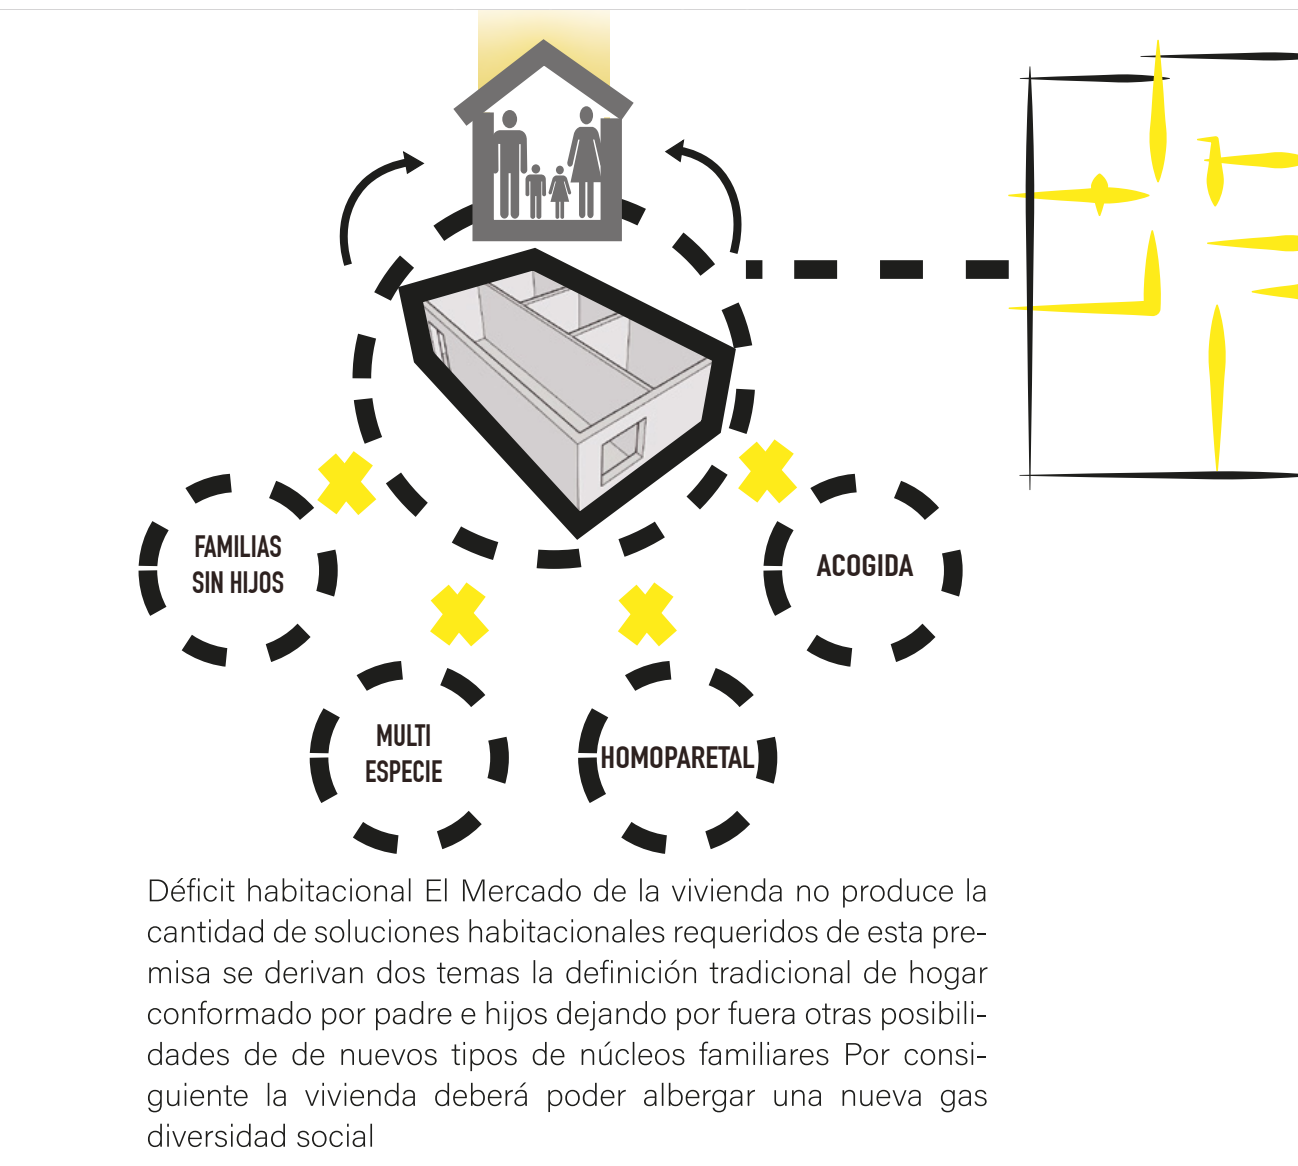 FAMILIAS
SIN HIJOS
ACOGIDA
MULTI
ESPECIE
HOMOPARETAL
Déficit habitacional El Mercado de la vivienda no produce la
cantidad de soluciones habitacionales requeridos de esta pre-
misa se derivan dos temas la definición tradicional de hogar
conformado por padre e hijos dejando por fuera otras posibili-
dades de de nuevos tipos de núcleos familiares Por consi-
guiente la vivienda deberá poder albergar una nueva gas
diversidad social